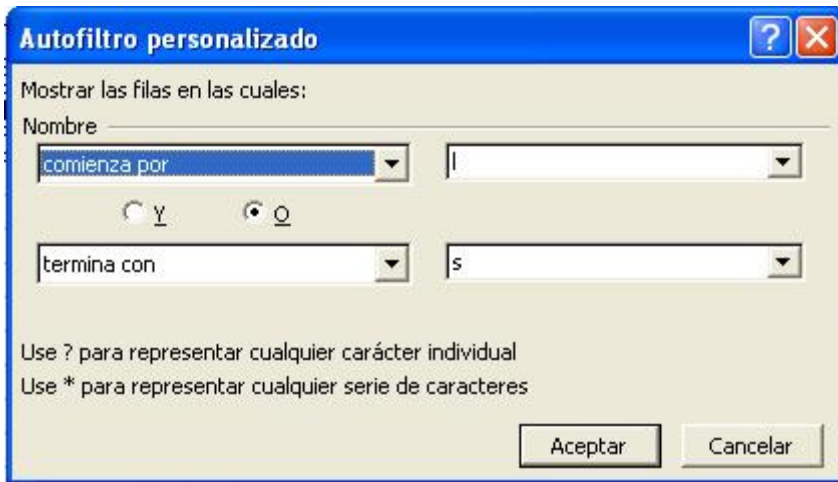 Autofiltro personalizado
Mostrar las filas en las cuales:
Nombre
comienza por
l
Y
O
termina con
s
Use ? para representar cualquier carácter individual
Use * para representar cualquier serie de caracteres
Aceptar
Cancelar